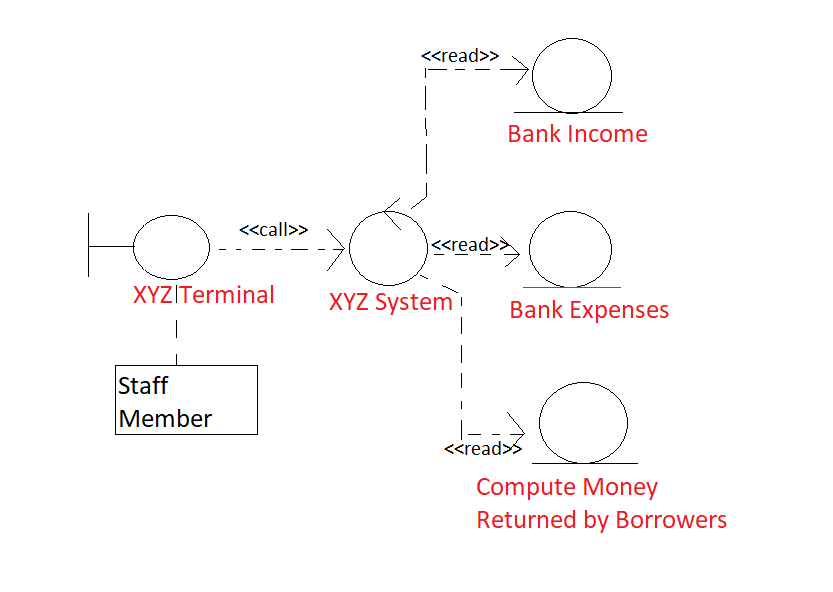 <<read>>
Bank Income
<<call>>
<<read>>
XYZ Terminal
XYZ System
Bank Expenses
Staff
Member
<<read>>
Compute Money
Returned by Borrowers